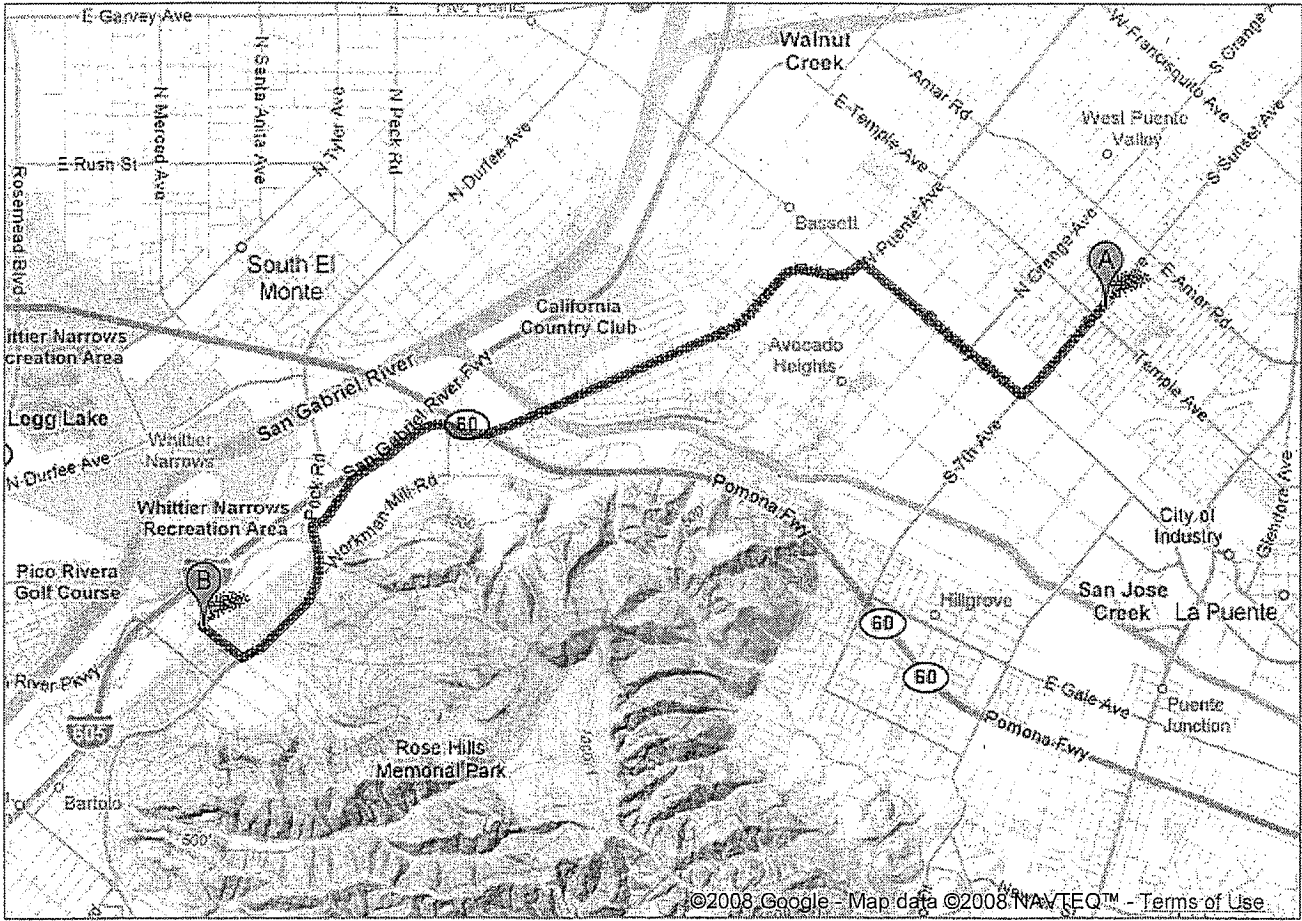 E Garvey Ave
Walnut
Creek
W Francisquito Ave
S Orange
Amar Rd
E Temple Ave
West Puente
Valley
S Sunset Ave
N Merced Ave
N Santa Anita Ave
N Tyler Ave
N Peck Rd
N Durfee Ave
E Rush St
Rosemead Blvd
Bassett
N Puente Ave
N Orange Ave
A
E Amar Rd
South El
Monte
California
Country Club
ittier Narrows
creation Area
Avocado
Heights
Temple Ave
San Gabriel River
San Gabriel River Fwy
Logg Lake
60
Whittier
Narrows
N Durfee Ave
S 7th Ave
Peck Rd
Workman Mill Rd
Pomona Fwy
Glendora Ave
Whittier Narrows
Recreation Area
500
City of
Industry
Pico Rivera
Golf Course
B
Hillgrove
San Jose
Creek
La Puente
60
60
River Pkwy
E Gale Ave
Puente
Junction
605
Pomona Fwy
Rose Hills
Memorial Park
Bartolo
500
©2008 Google - Map data ©2008 NAVTEQ™ - Terms of Use